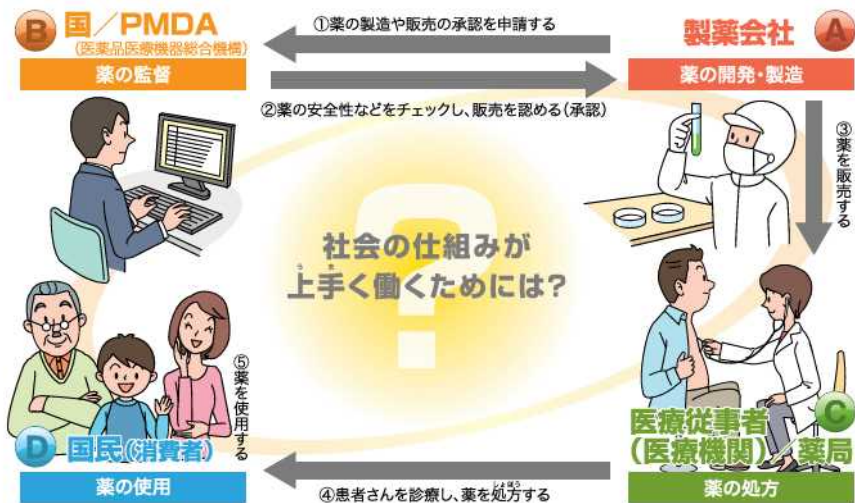 B 国/PMDA
(医薬品医療機器総合機構)
薬の監督
①薬の製造や販売の承認を申請する
②薬の安全性などをチェックし、販売を認める(承認)
製薬会社 A
薬の開発・製造
③薬を販売する
?
社会の仕組みが
うま
上手く働くためには?
⑤薬を使用する
D 国民(消費者)
薬の使用
しょほう
④患者さんを診療し、薬を処方する
医療従事者 C
(医療機関)/薬局
薬の処方